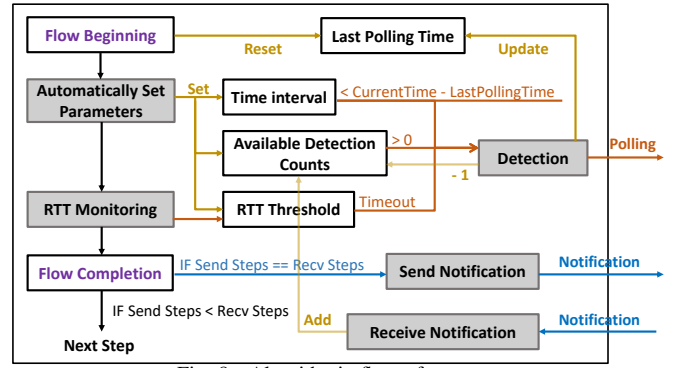 Flow Beginning
Reset
Last Polling Time
Update
Automatically Set
Parameters
Set
Time interval
< CurrentTime - LastPollingTime
Available Detection
Counts
> 0
- 1
Detection
Polling
RTT Monitoring
RTT Threshold
Timeout
Flow Completion
IF Send Steps == Recv Steps
Send Notification
Notification
IF Send Steps < Recv Steps
Add
Receive Notification
Notification
Next Step